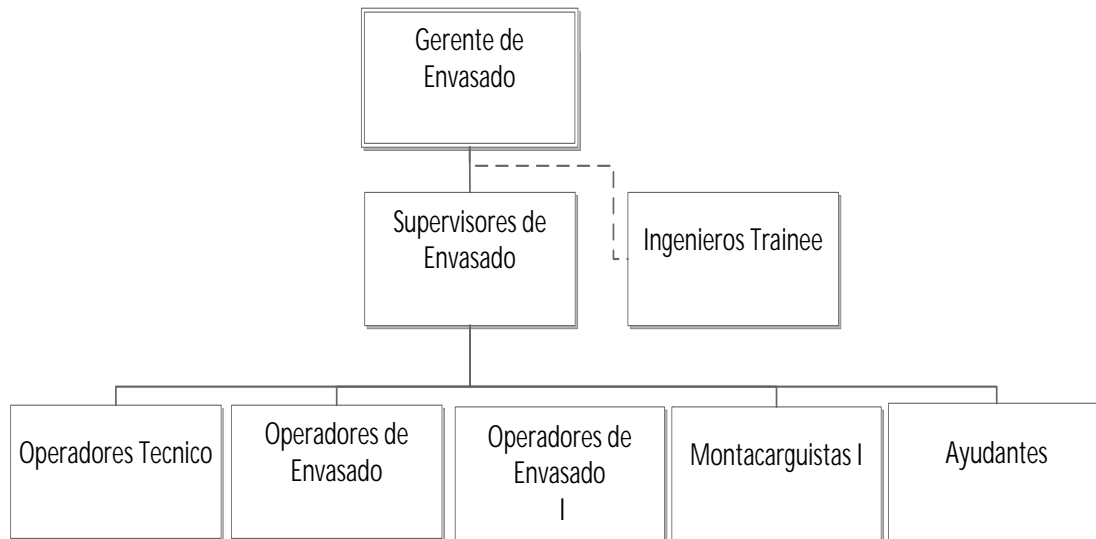 Gerente de
Envasado
Supervisores de
Envasado
Ingenieros Trainee
Operadores Tecnico
Operadores de
Envasado
Operadores de
Envasado
I
Montacarguistas I
Ayudantes